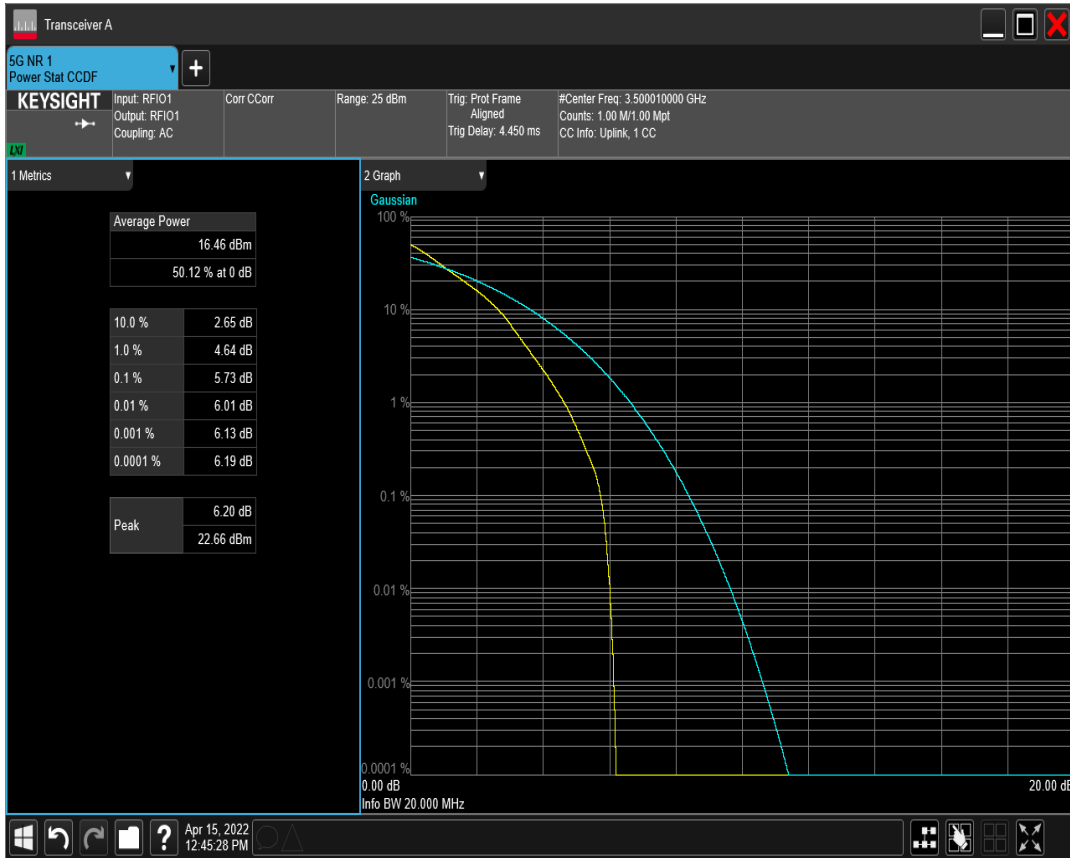 Transceiver A
5G NR 1
Power Stat CCDF
KEYSIGHT
LXI
Input: RFIO1
Output: RFIO1
Coupling: AC
Corr CCorr
Range: 25 dBm
Trig: Prot Frame
Aligned
Trig Delay: 4.450 ms
#Center Freq: 3.500010000 GHz
Counts: 1.00 M/1.00 Mpt
CC Info: Uplink, 1 CC
1 Metrics
Average Power
16.46 dBm
50.12 % at 0 dB
10.0 % 2.65 dB
1.0 % 4.64 dB
0.1 % 5.73 dB
0.01 % 6.01 dB
0.001 % 6.13 dB
0.0001 % 6.19 dB
Peak
6.20 dB
22.66 dBm
2 Graph
Gaussian
100 %
10 %
1 %
0.1 %
0.01 %
0.001 %
0.0001 %
0.00 dB
20.00 dB
Info BW 20.000 MHz
?
Apr 15, 2022
12:45:28 PM